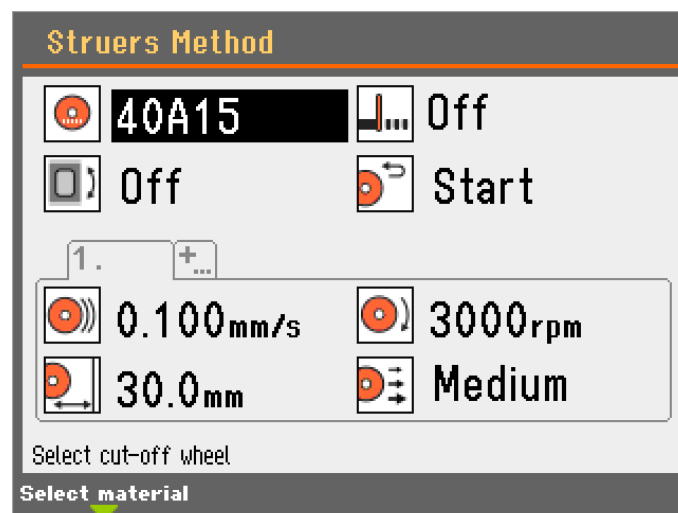 Struers Method
40A15 Off
Off Start
1. +...
0.100mm/s 3000rpm
30.0mm Medium
Select cut-off wheel
Select material